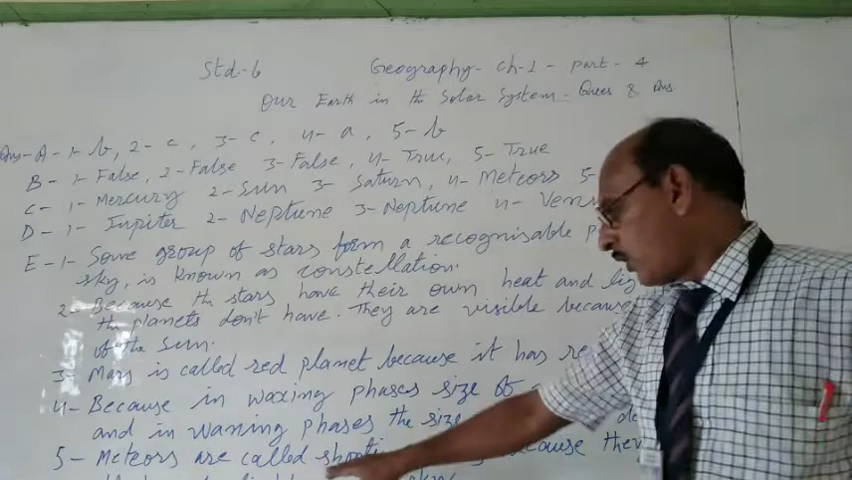 Std-6 Geography- ch-1- part-4
Our Earth in the Solar System- Ques & Ans
Ans-A-1-b, 2-c, 3-c, 4-a, 5-b
B-1-False, 2-False 3-False, 4-True, 5-True
C-1-Mercury 2-Sun 3-Saturn, 4-Meteors 5-
D-1-Jupiter 2-Neptune 3-Neptune 4-
E-1-Some group of stars form a recognisable
sky, is known as constellation.
2-Because the stars have their own heat and
the planets don't have. They are visible because
of the Sun.
3-Mars is called red planet because it has
4-Because in waxing phases size of
and in waning phases the size
5-Meteors are called because